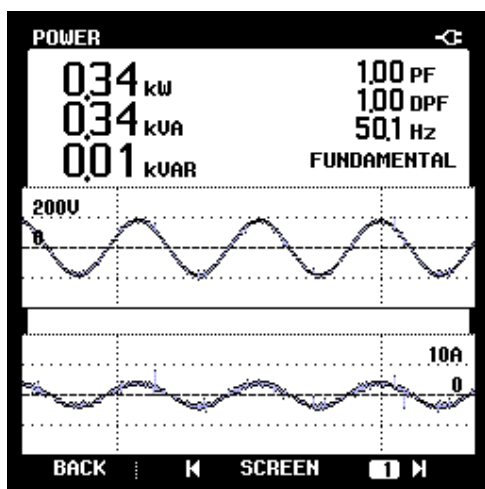 POWER
0,34 kW
0,34 kVA
0,01 kVAR
1,00 PF
1,00 DPF
50,1 Hz
FUNDAMENTAL
200V
0
10A
0
BACK SCREEN 1